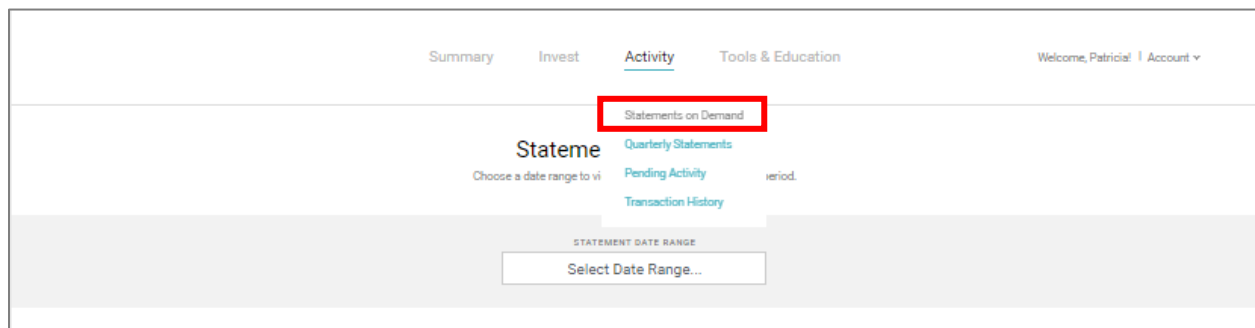 Summary Invest Activity Tools & Education Welcome, Patricia! | Account
Statements on Demand
Quarterly Statements
Pending Activity
Transaction History
Stateme
Choose a date range to vi eriod.
STATEMENT DATE RANGE
Select Date Range...